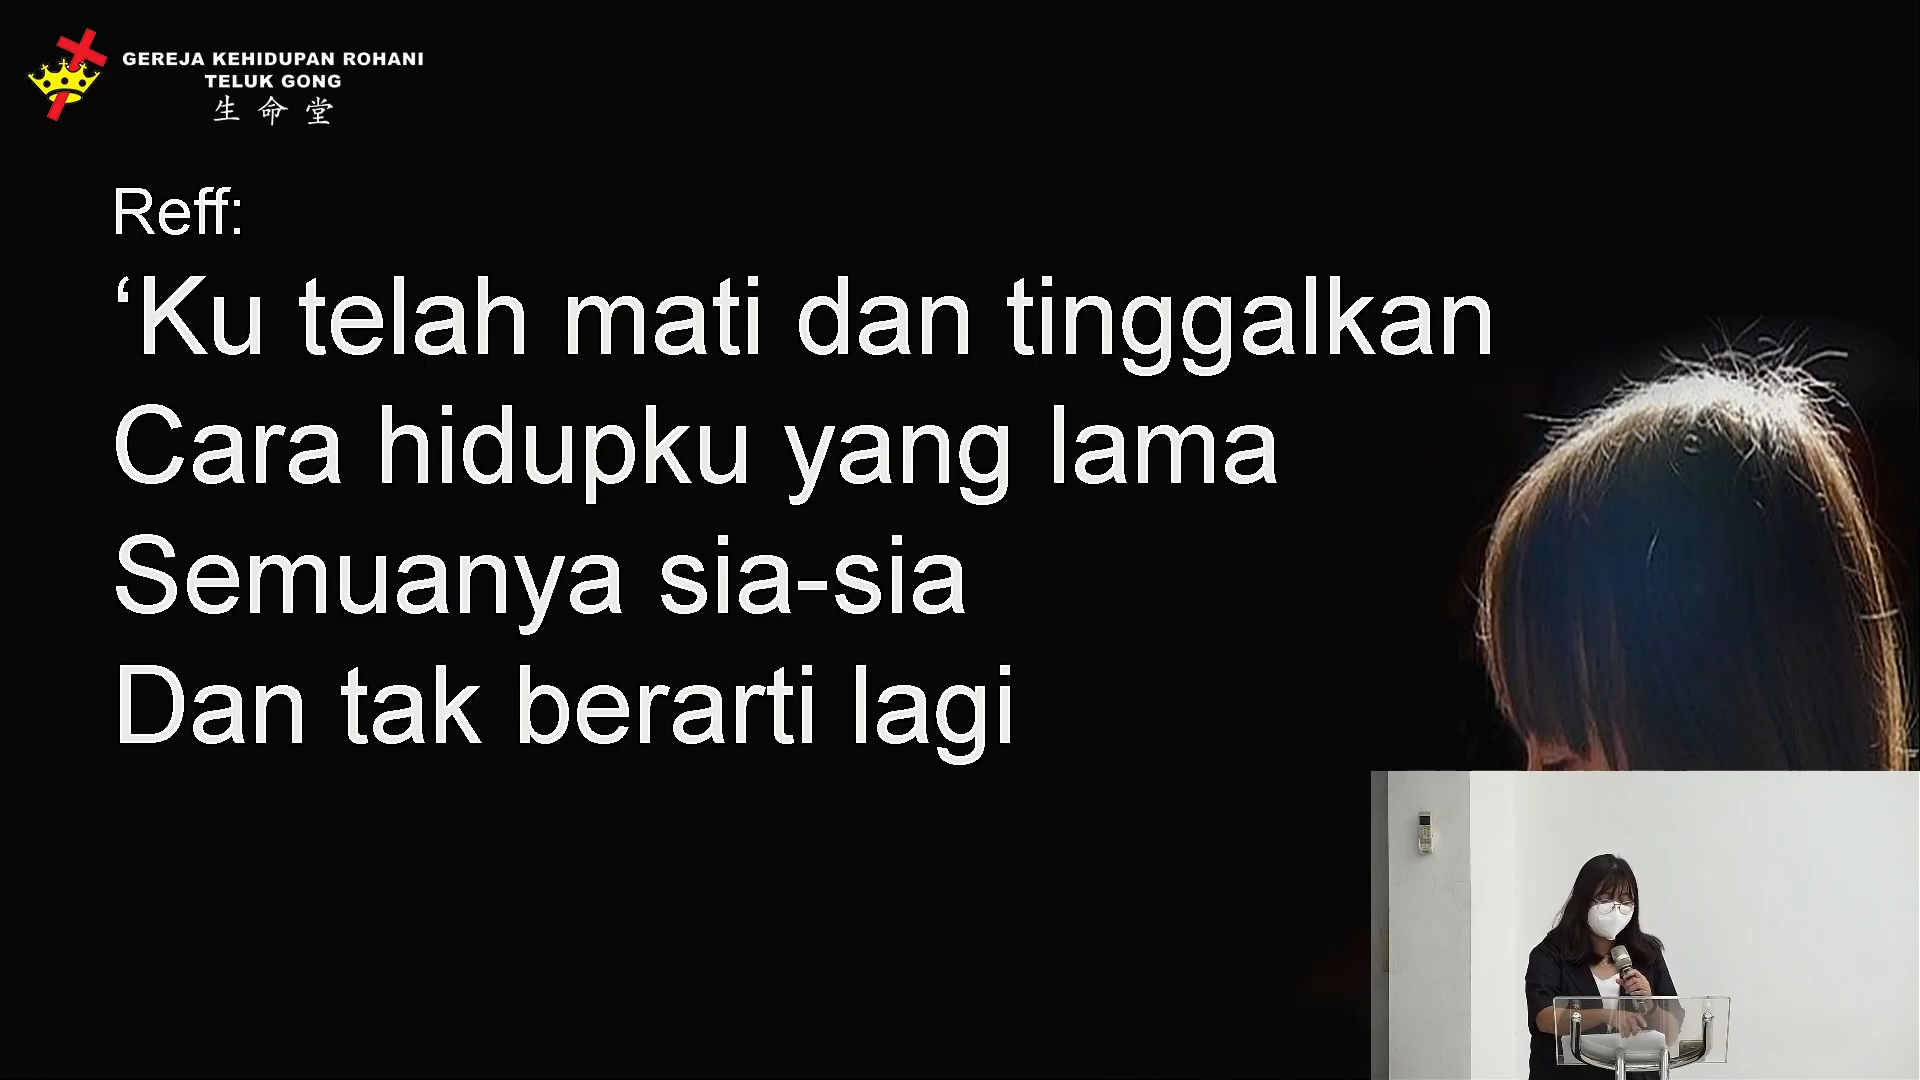 GEREJA KEHIDUPAN ROHANI
TELUK GONG
生命堂
Reff:
‘Ku telah mati dan tinggalkan
Cara hidupku yang lama
Semuanya sia-sia
Dan tak berarti lagi